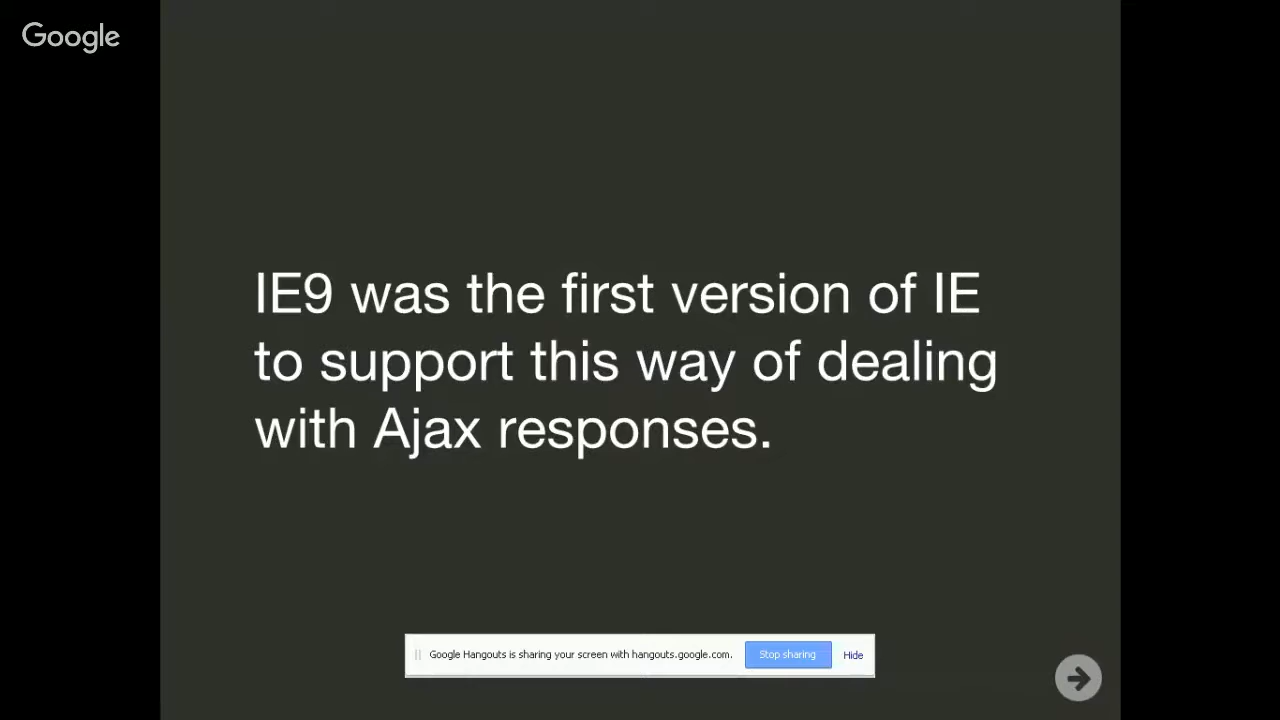 Google
IE9 was the first version of IE
to support this way of dealing
with Ajax responses.
Google Hangouts is sharing your screen with hangouts.google.com. Stop sharing Hide